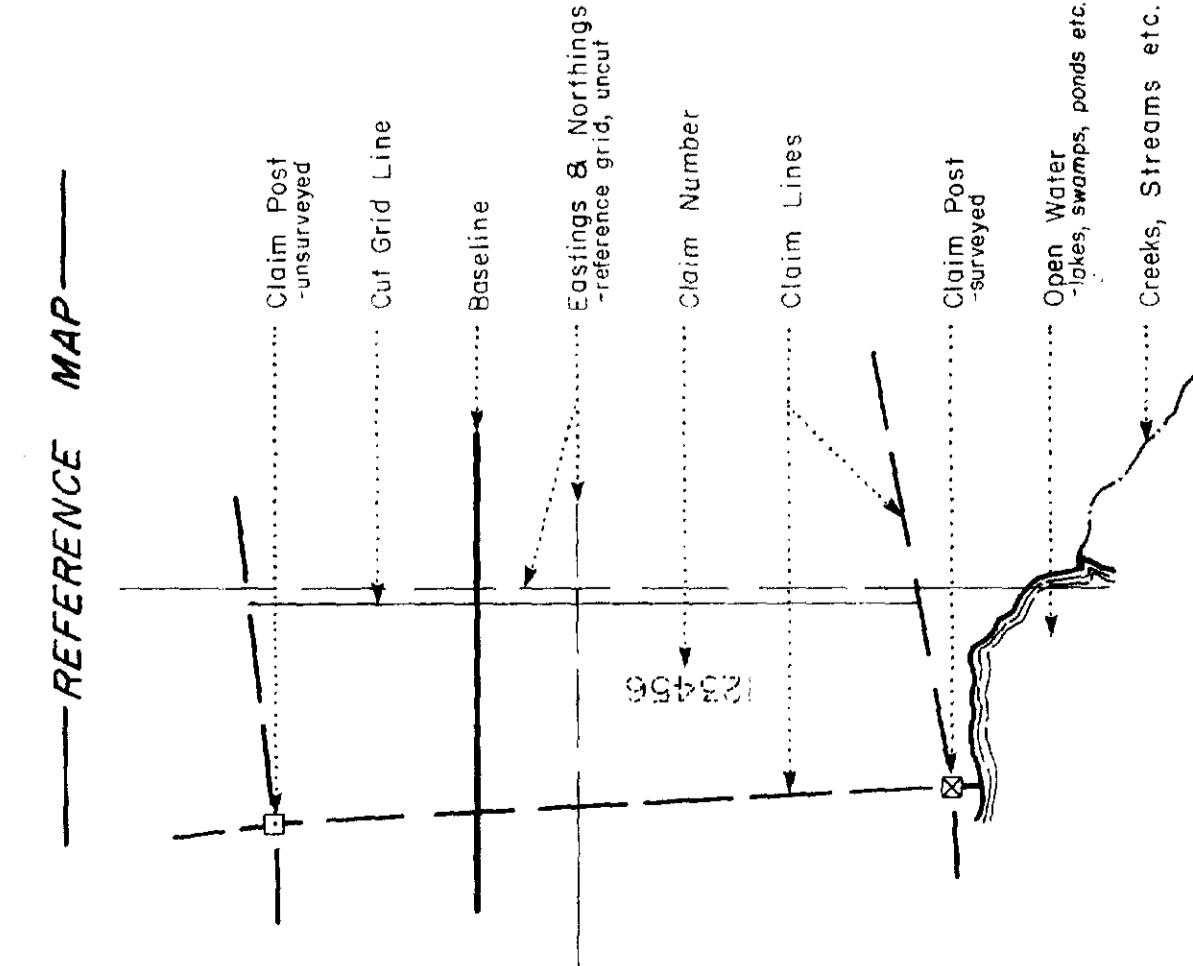 REFERENCE MAP
Claim Post
-unsurveyed
Cut Grid Line
Baseline
Eastings & Northings
-reference grid, uncut
Claim Number
123456
Claim Lines
Claim Post
-surveyed
Open Water
-lakes, swamps, ponds etc.
Creeks, Streams etc.